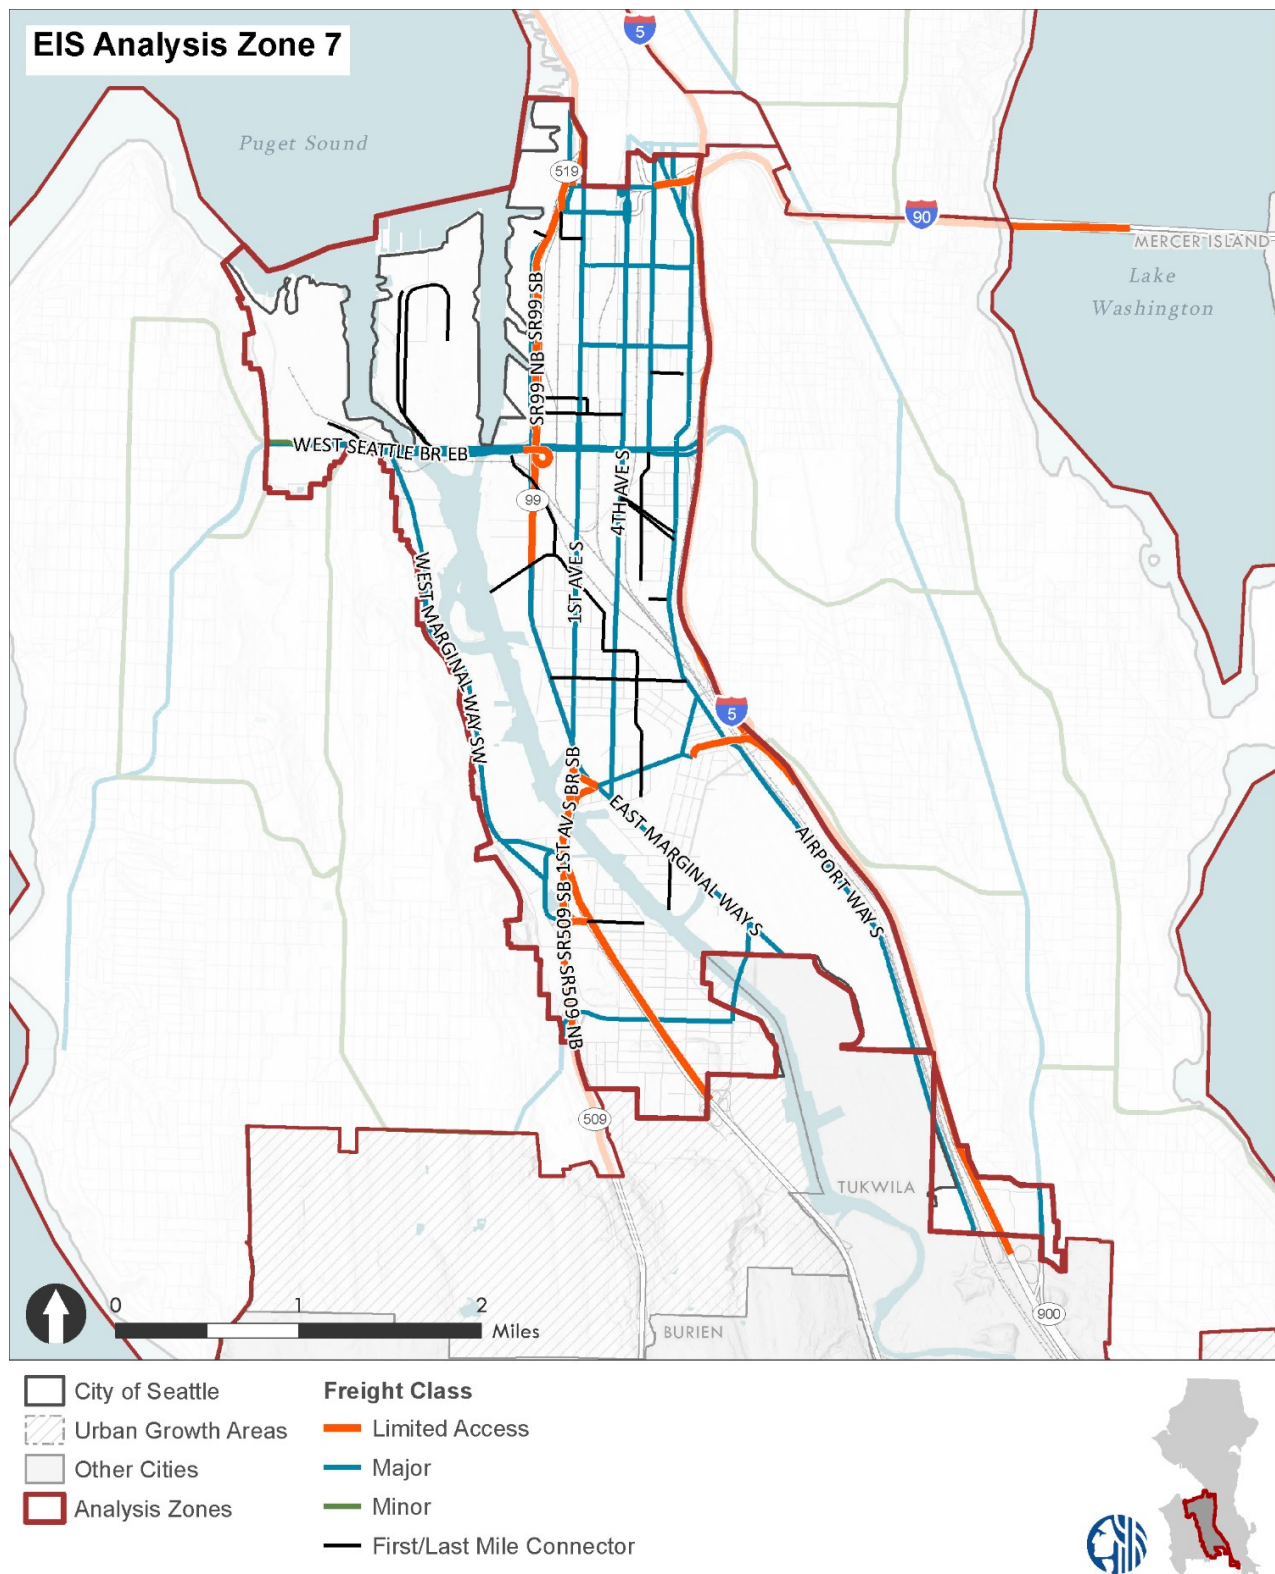 EIS Analysis Zone 7
5
Puget Sound
519
90
MERCER ISLAND
Lake
Washington
SR99 NB SR99 SB
WEST SEATTLE BR EB
4TH AVE S
99
1ST AVE S
WEST MARGINAL WAY SW
5
1ST AV S BR SB
EAST MARGINAL WAY S
AIRPORT WAY S
SR509 SB
SR509 NB
509
TUKWILA
0 1 2
Miles
900
BURIEN
City of Seattle
Urban Growth Areas
Other Cities
Analysis Zones
Freight Class
Limited Access
Major
Minor
First/Last Mile Connector